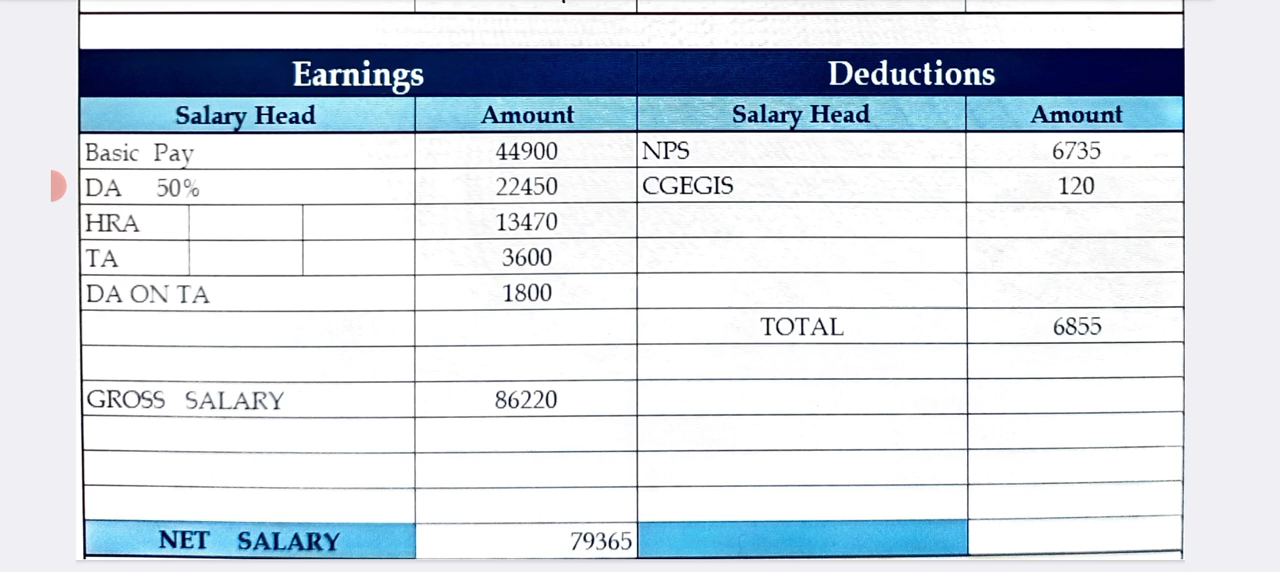 Earnings Deductions
Salary Head Amount Salary Head Amount
Basic Pay 44900 NPS 6735
DA 50% 22450 CGEGIS 120
HRA 13470
TA 3600
DA ON TA 1800
TOTAL 6855
GROSS SALARY 86220
NET SALARY 79365